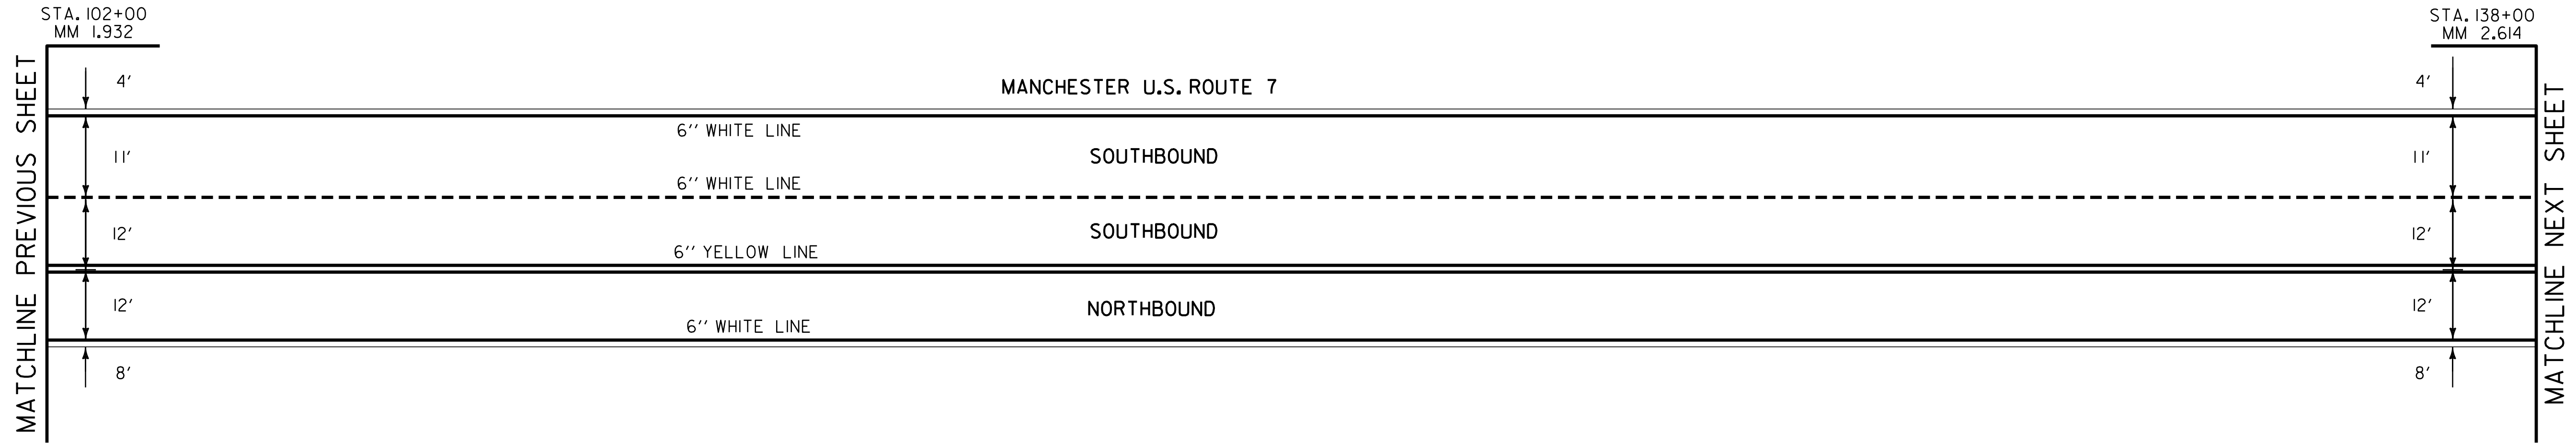 STA. 102+00
MM 1.932
STA. 138+00
MM 2.614
MATCHLINE PREVIOUS SHEET
MATCHLINE NEXT SHEET
4'
MANCHESTER U.S. ROUTE 7
4'
6'' WHITE LINE
11'
SOUTHBOUND
11'
6'' WHITE LINE
12'
SOUTHBOUND
12'
6'' YELLOW LINE
12'
NORTHBOUND
12'
6'' WHITE LINE
8'
8'